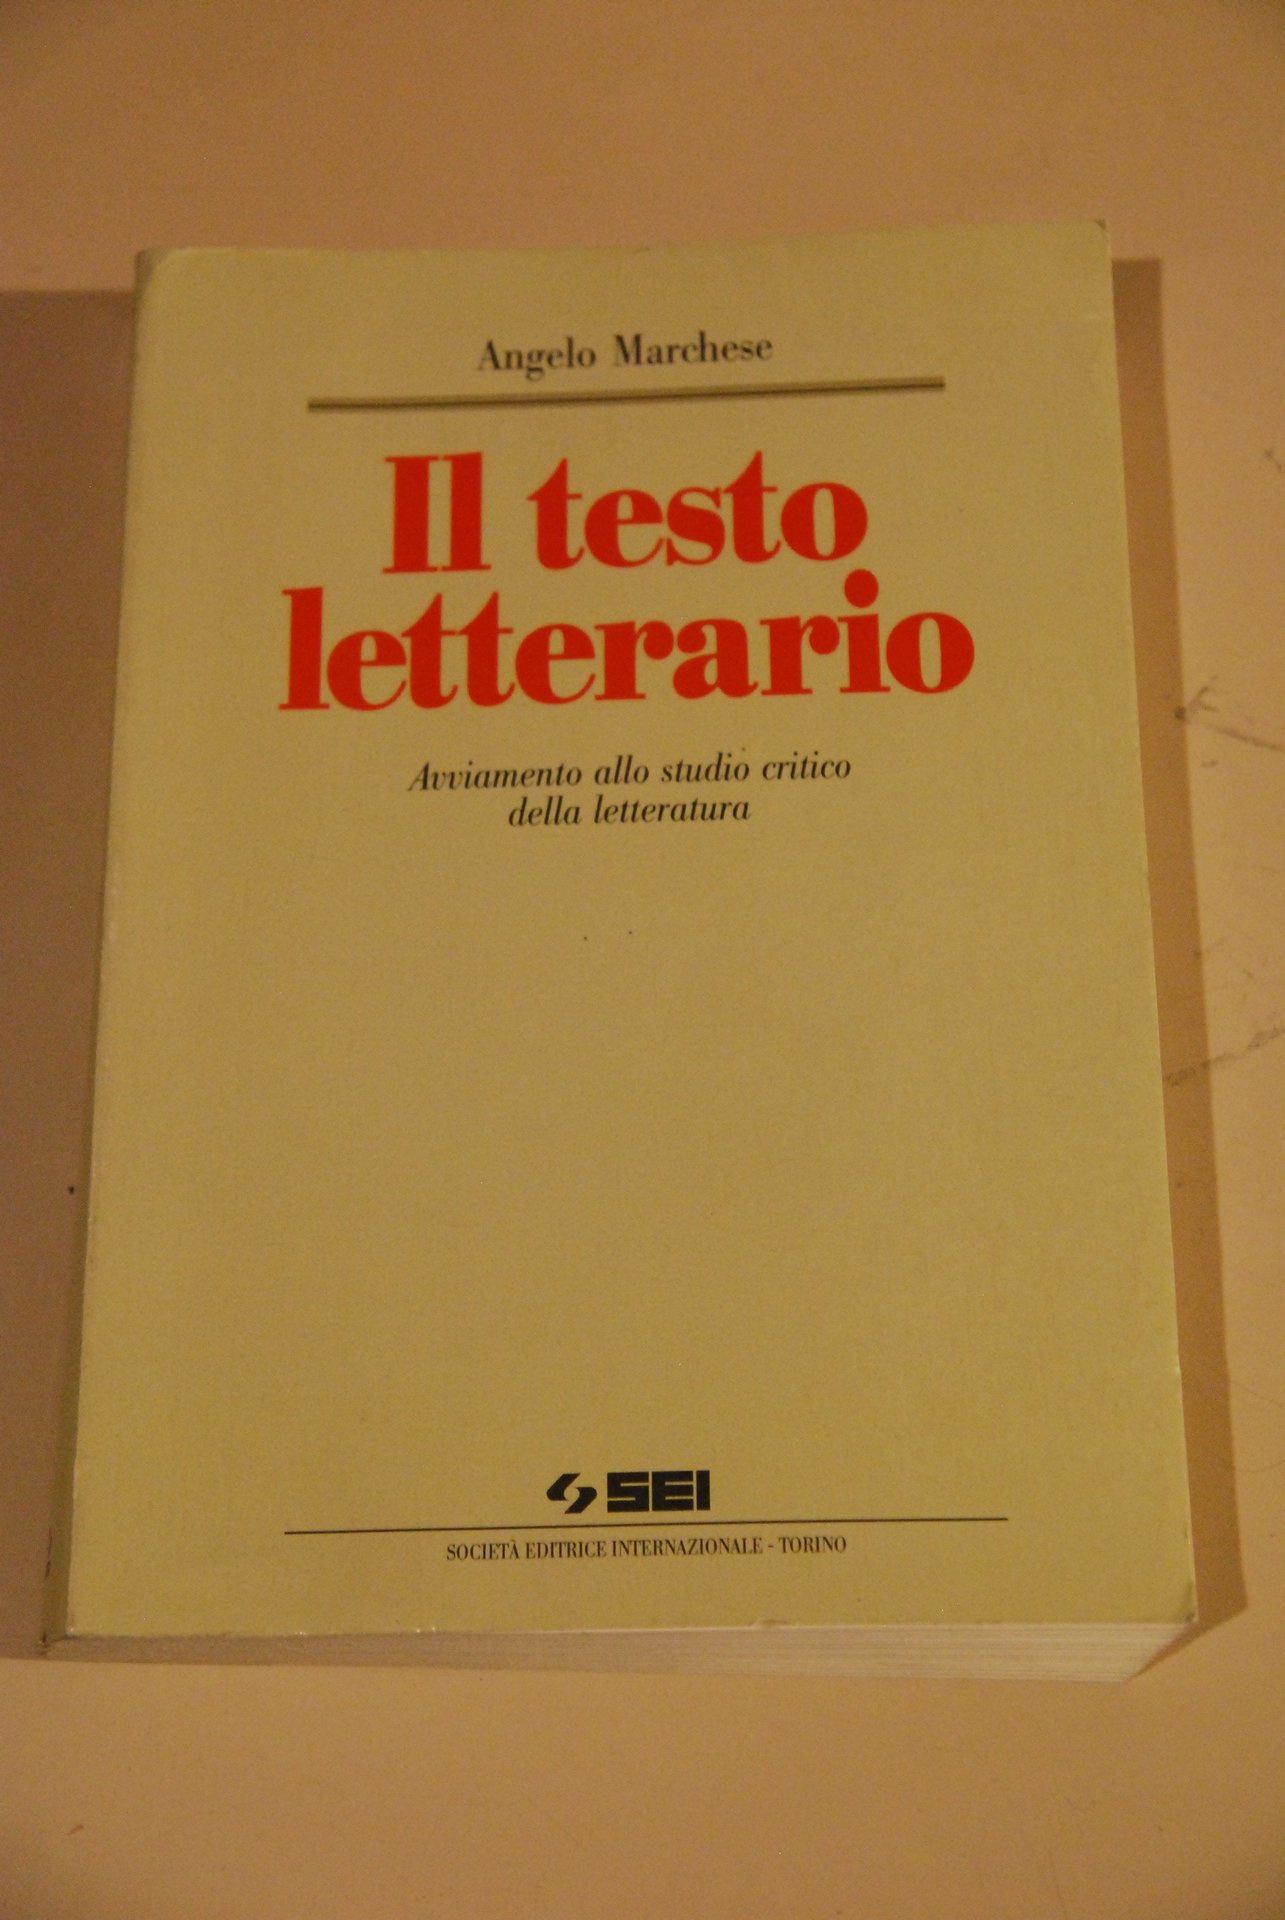 Angelo Marchese
Il testo
letterario
Avviamento allo studio critico
della letteratura
SEI
SOCIETÀ EDITRICE INTERNAZIONALE - TORINO